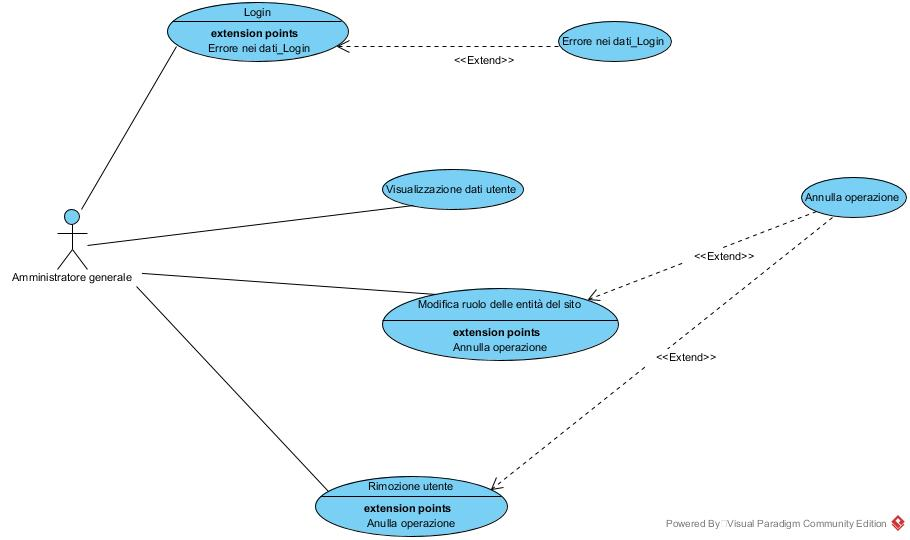 Login
extension points
Errore nei dati_Login
Errore nei dati_Login
<<Extend>>
Visualizzazione dati utente
Annulla operazione
<<Extend>>
Amministratore generale
Modifica ruolo delle entità del sito
extension points
Annulla operazione
<<Extend>>
Rimozione utente
extension points
Anulla operazione
Powered By Visual Paradigm Community Edition